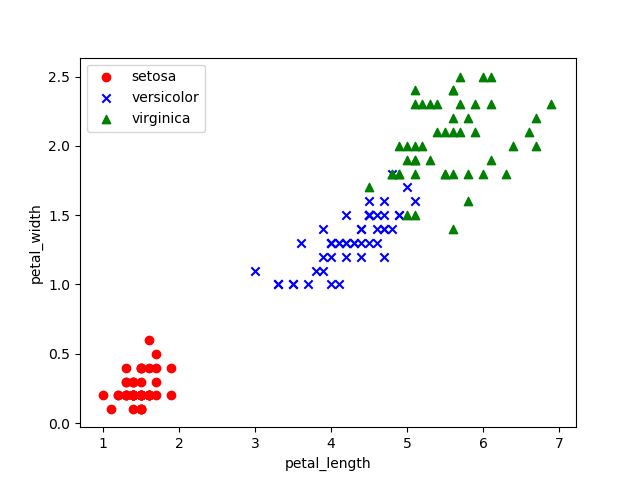 setosa
versicolor
virginica
2.5
2.0
1.5
1.0
0.5
0.0
petal_width
1 2 3 4 5 6 7
petal_length